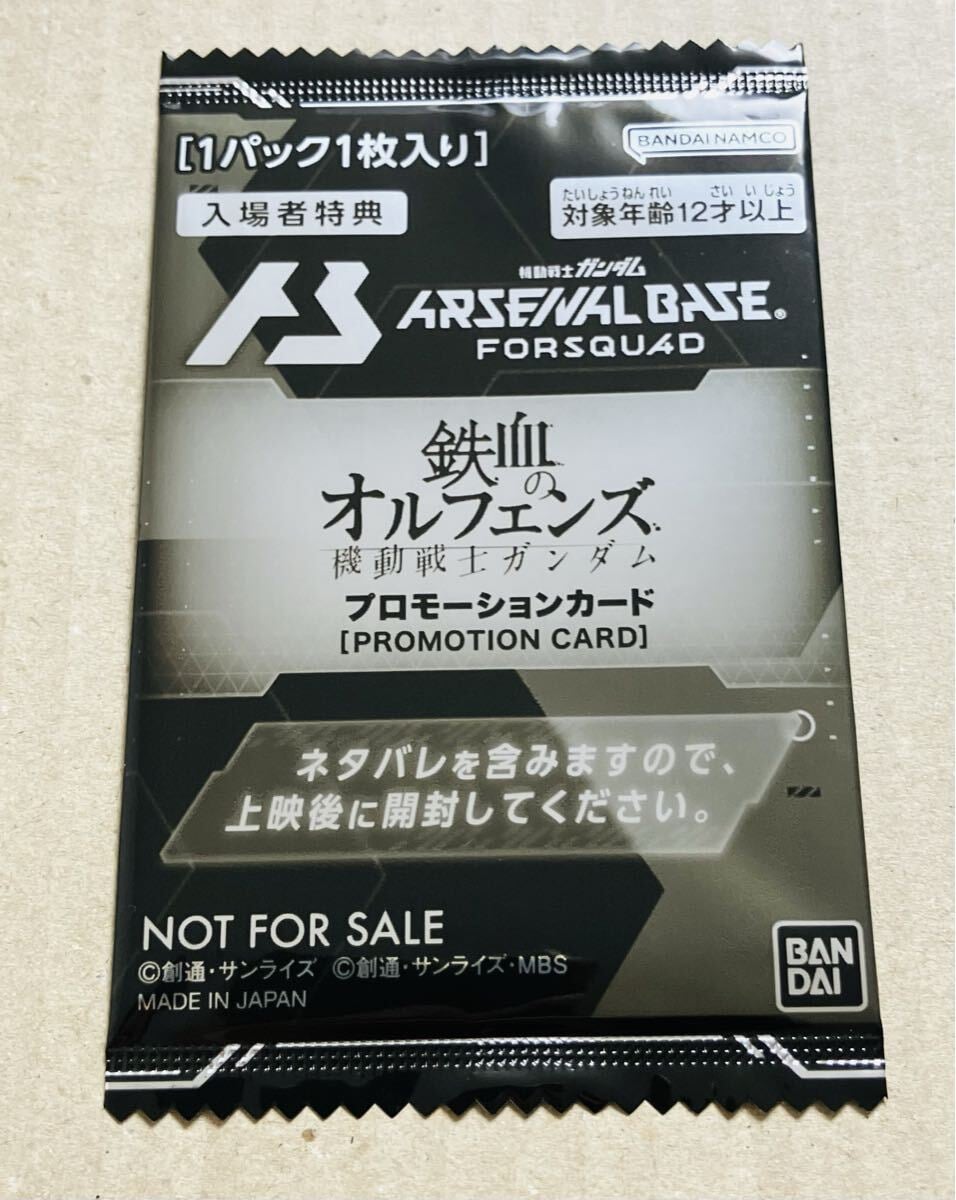 [1パック1枚入り]
BANDAI NAMCO
入場者特典
たいしょうねんれい さいいじょう
対象年齢12才以上
機動戦士ガンダム
AB ARSENAL BASE®
FORSQUAD
鉄血の
オルフェンズ
機動戦士ガンダム
プロモーションカード
[PROMOTION CARD]
ネタバレを含みますので、
上映後に開封してください。
NOT FOR SALE
©創通・サンライズ ©創通・サンライズ・MBS
MADE IN JAPAN
BAN
DAI